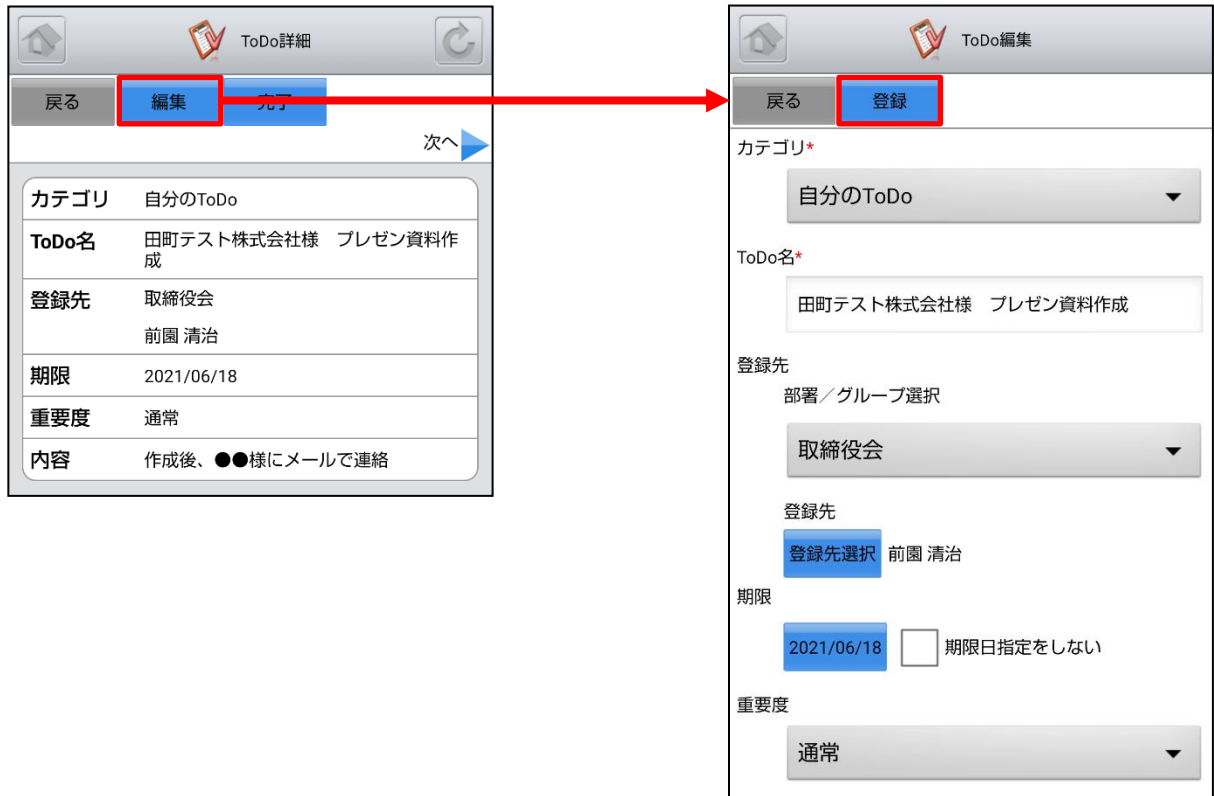 ToDo詳細
戻る 編集 完了
次へ
カテゴリ 自分のToDo
ToDo名 田町テスト株式会社様　プレゼン資料作
成
登録先 取締役会
前園 清治
期限 2021/06/18
重要度 通常
内容 作成後、●●様にメールで連絡
ToDo編集
戻る 登録
カテゴリ*
自分のToDo
ToDo名*
田町テスト株式会社様　プレゼン資料作成
登録先
部署／グループ選択
取締役会
登録先
登録先選択 前園 清治
期限
2021/06/18 期限日指定をしない
重要度
通常